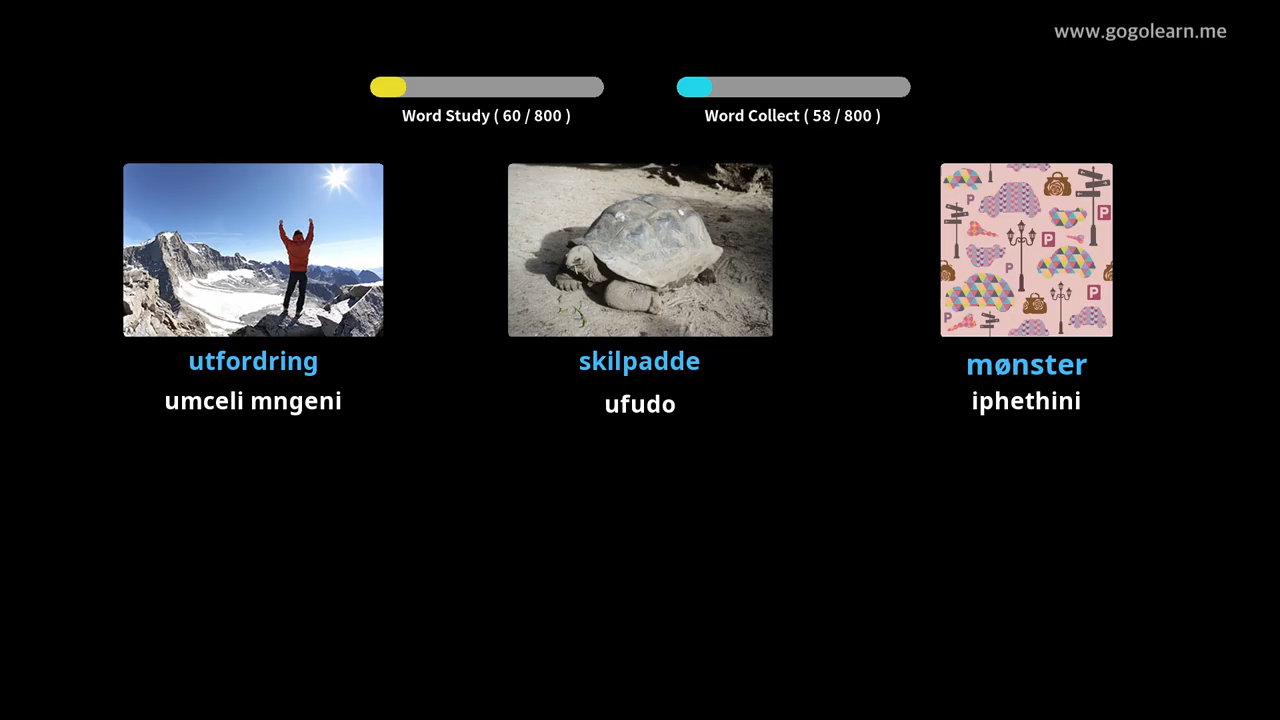 www.gogolearn.me
Word Study ( 60 / 800 )
Word Collect ( 58 / 800 )
utfordring
skilpadde
mønster
umceli mngeni
ufudo
iphethini
P
P
P
P
P
P